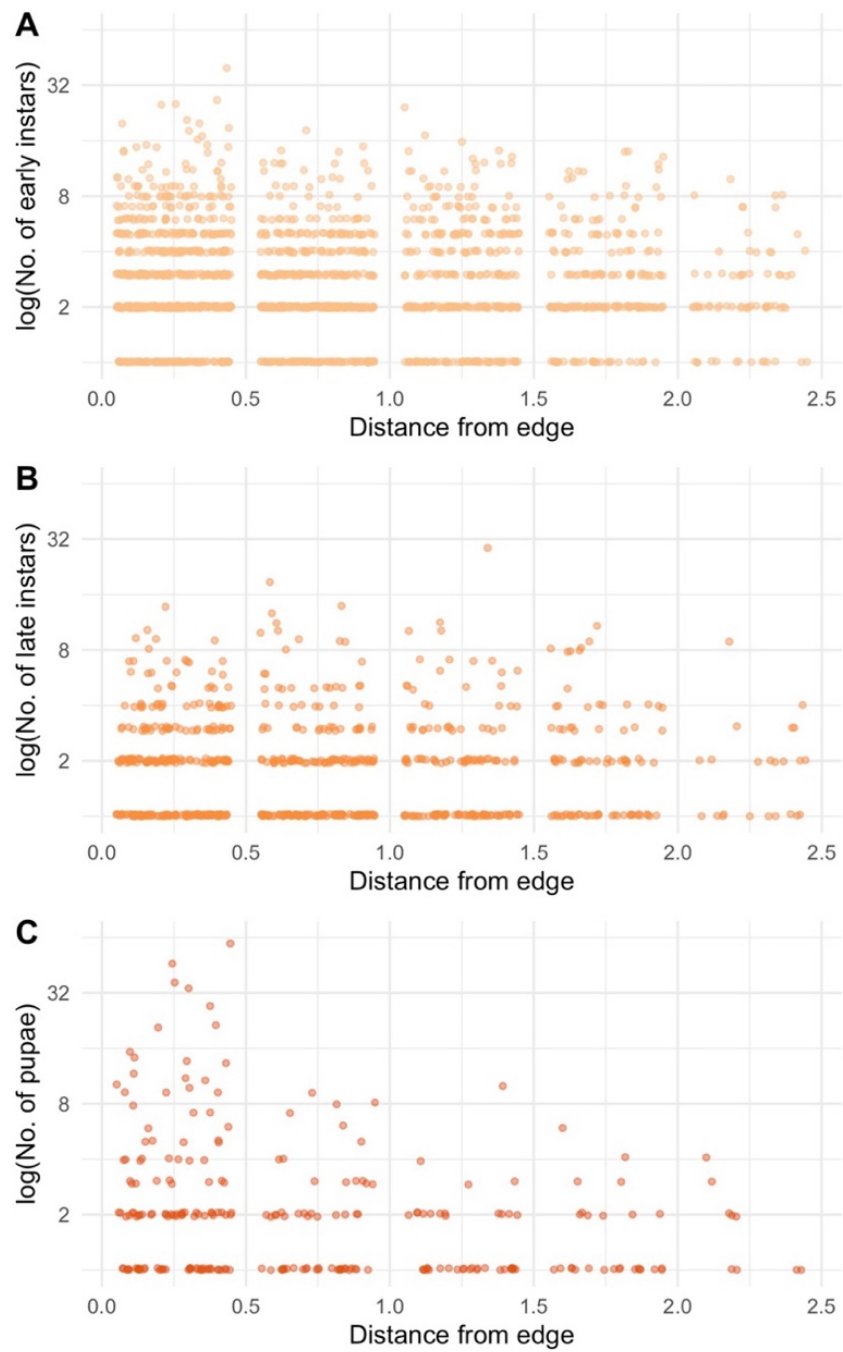 A
log(No. of early instars)
32
8
2
0.0 0.5 1.0 1.5 2.0 2.5
Distance from edge
B
log(No. of late instars)
32
8
2
0.0 0.5 1.0 1.5 2.0 2.5
Distance from edge
C
log(No. of pupae)
32
8
2
0.0 0.5 1.0 1.5 2.0 2.5
Distance from edge